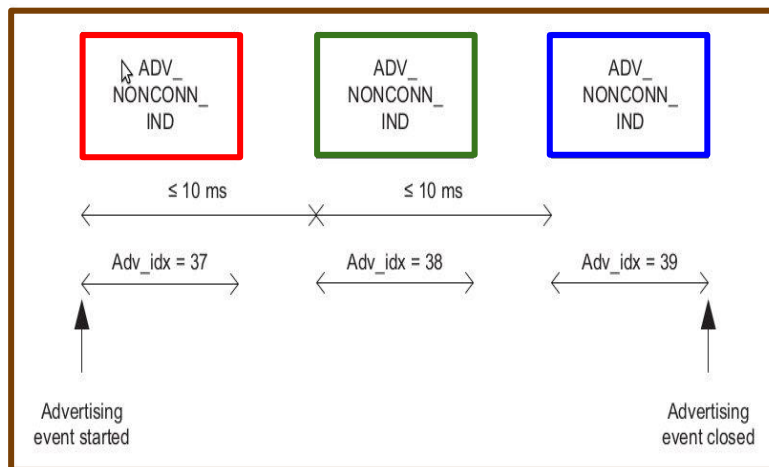 ADV_
NONCONN_
IND
ADV_
NONCONN_
IND
ADV_
NONCONN_
IND
≤ 10 ms
≤ 10 ms
Adv_idx = 37
Adv_idx = 38
Adv_idx = 39
Advertising
event started
Advertising
event closed